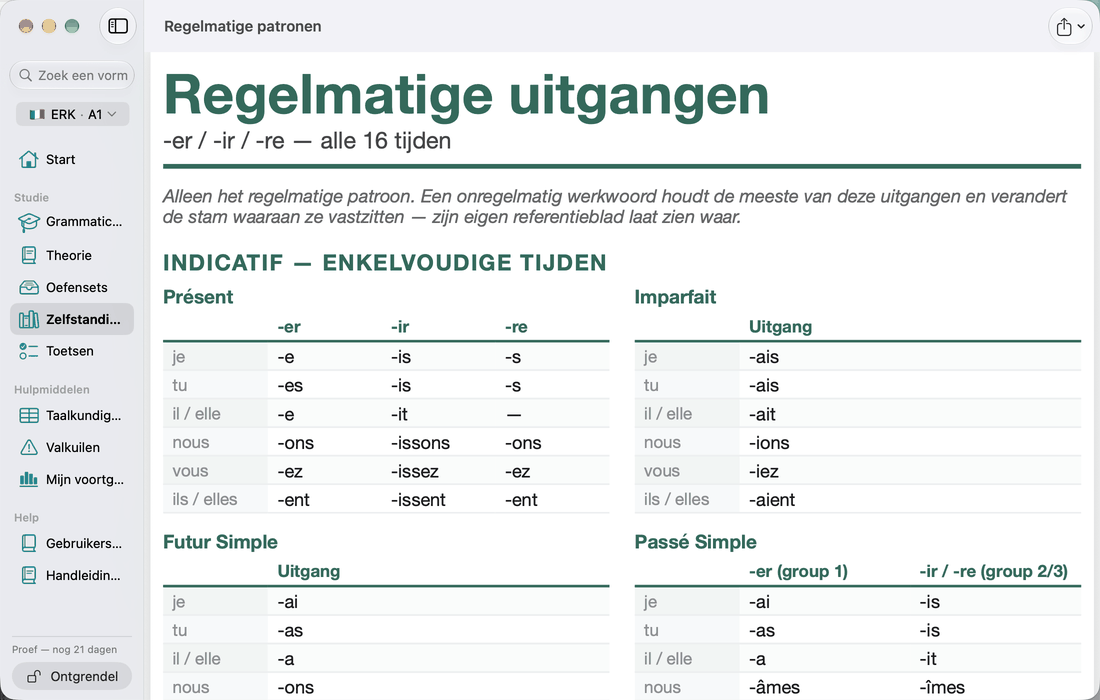 Regelmatige patronen
Zoek een vorm
ERK · A1
Start
Studie
Grammatic...
Theorie
Oefensets
Zelfstandi...
Toetsen
Hulpmiddelen
Taalkundig...
Valkuilen
Mijn voortg...
Help
Gebruikers...
Handleidin...
Proef — nog 21 dagen
Ontgrendel
Regelmatige uitgangen
-er / -ir / -re — alle 16 tijden
Alleen het regelmatige patroon. Een onregelmatig werkwoord houdt de meeste van deze uitgangen en verandert
de stam waaraan ze vastzitten — zijn eigen referentieblad laat zien waar.
INDICATIF — ENKELVOUDIGE TIJDEN
Présent
-er -ir -re
je -e -is -s
tu -es -is -s
il / elle -e -it —
nous -ons -issons -ons
vous -ez -issez -ez
ils / elles -ent -issent -ent
Imparfait
Uitgang
je -ais
tu -ais
il / elle -ait
nous -ions
vous -iez
ils / elles -aient
Futur Simple
Uitgang
je -ai
tu -as
il / elle -a
nous -ons
Passé Simple
-er (group 1) -ir / -re (group 2/3)
je -ai -is
tu -as -is
il / elle -a -it
nous -âmes -îmes